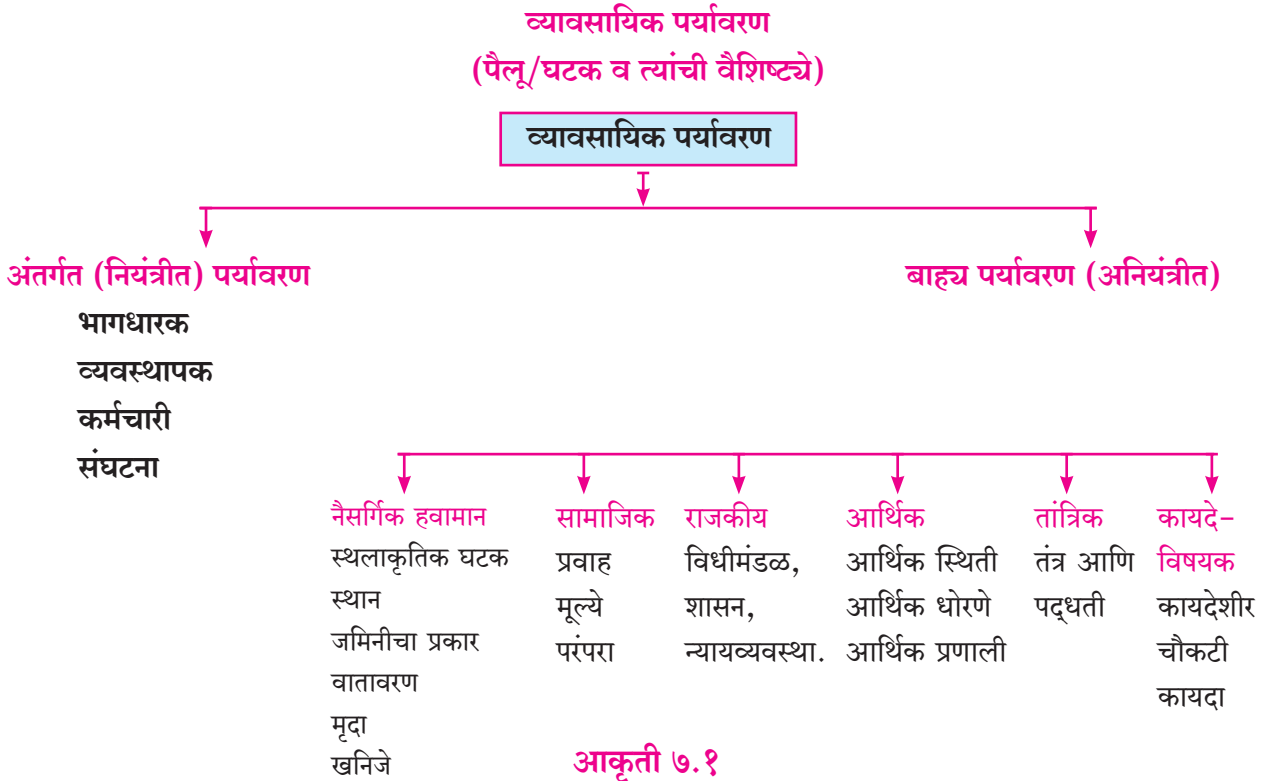 व्यावसायिक पर्यावरण
(पैलू/घटक व त्यांची वैशिष्ट्ये)
व्यावसायिक पर्यावरण
अंतर्गत (नियंत्रीत) पर्यावरण
भागधारक
व्यवस्थापक
कर्मचारी
संघटना
बाह्य पर्यावरण (अनियंत्रीत)
नैसर्गिक हवामान
स्थलाकृतिक घटक
स्थान
जमिनीचा प्रकार
वातावरण
मृदा
खनिजे
सामाजिक
प्रवाह
मूल्ये
परंपरा
राजकीय
विधीमंडळ,
शासन,
न्यायव्यवस्था.
आर्थिक
आर्थिक स्थिती
आर्थिक धोरणे
आर्थिक प्रणाली
तांत्रिक
तंत्र आणि
पद्धती
कायदे-
विषयक
कायदेशीर
चौकटी
कायदा
आकृती ७.१